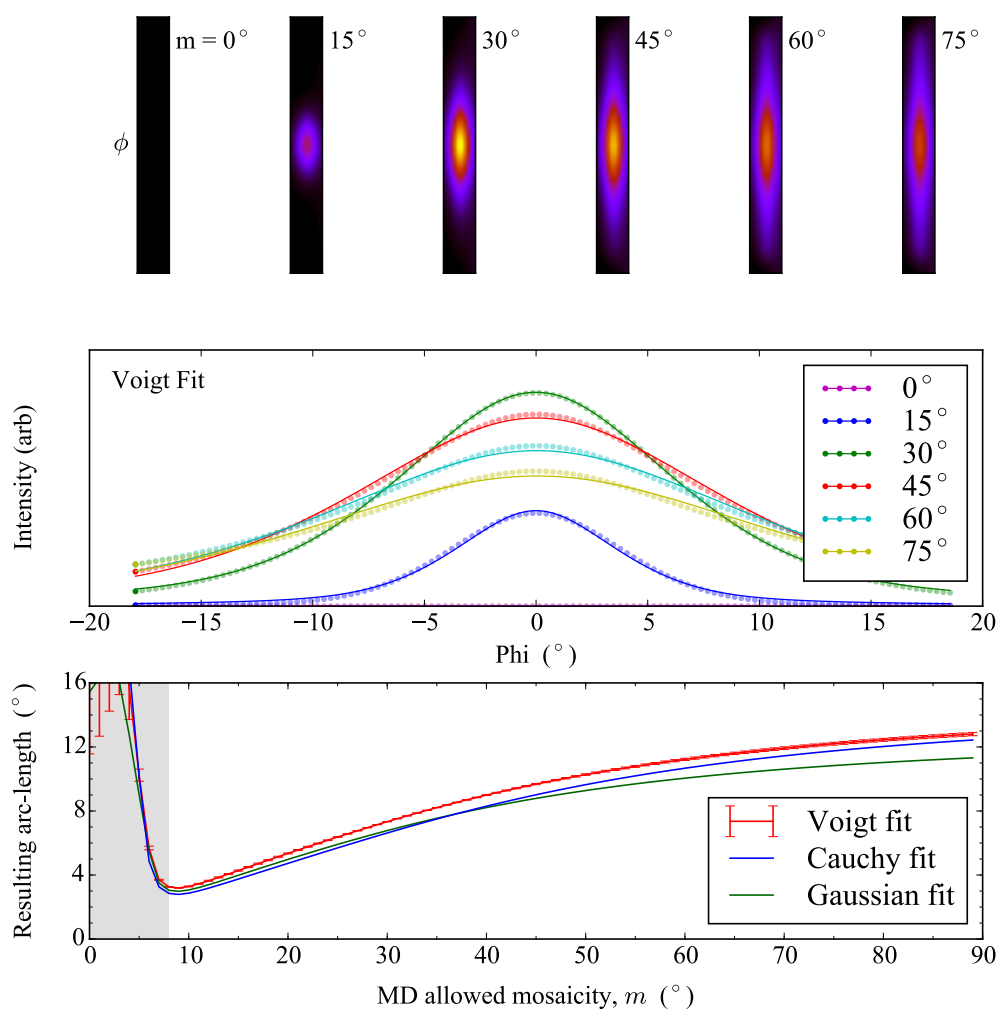 m = 0° 15° 30° 45° 60° 75°
ϕ
Voigt Fit
0°
15°
30°
45°
60°
75°
Intensity (arb)
−20 −15 −10 −5 0 5 10 15 20
Phi (°)
16
12
8
4
0
Resulting arc-length (°)
Voigt fit
Cauchy fit
Gaussian fit
0 10 20 30 40 50 60 70 80 90
MD allowed mosaicity, m (°)